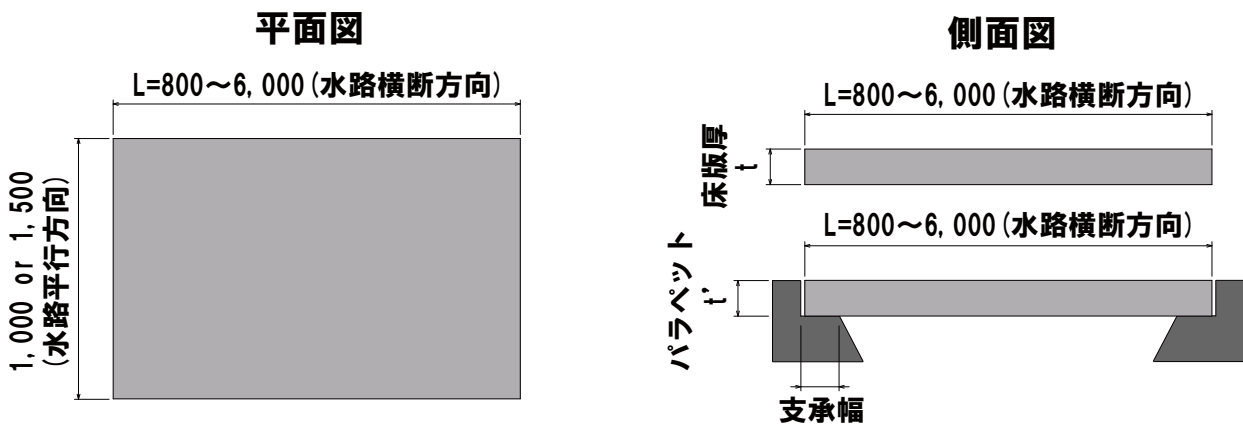 平面図
L=800～6,000(水路横断方向)
1,000 or 1,500
(水路平行方向)
側面図
L=800～6,000(水路横断方向)
床版厚
t
L=800～6,000(水路横断方向)
パラペット
t’
支承幅